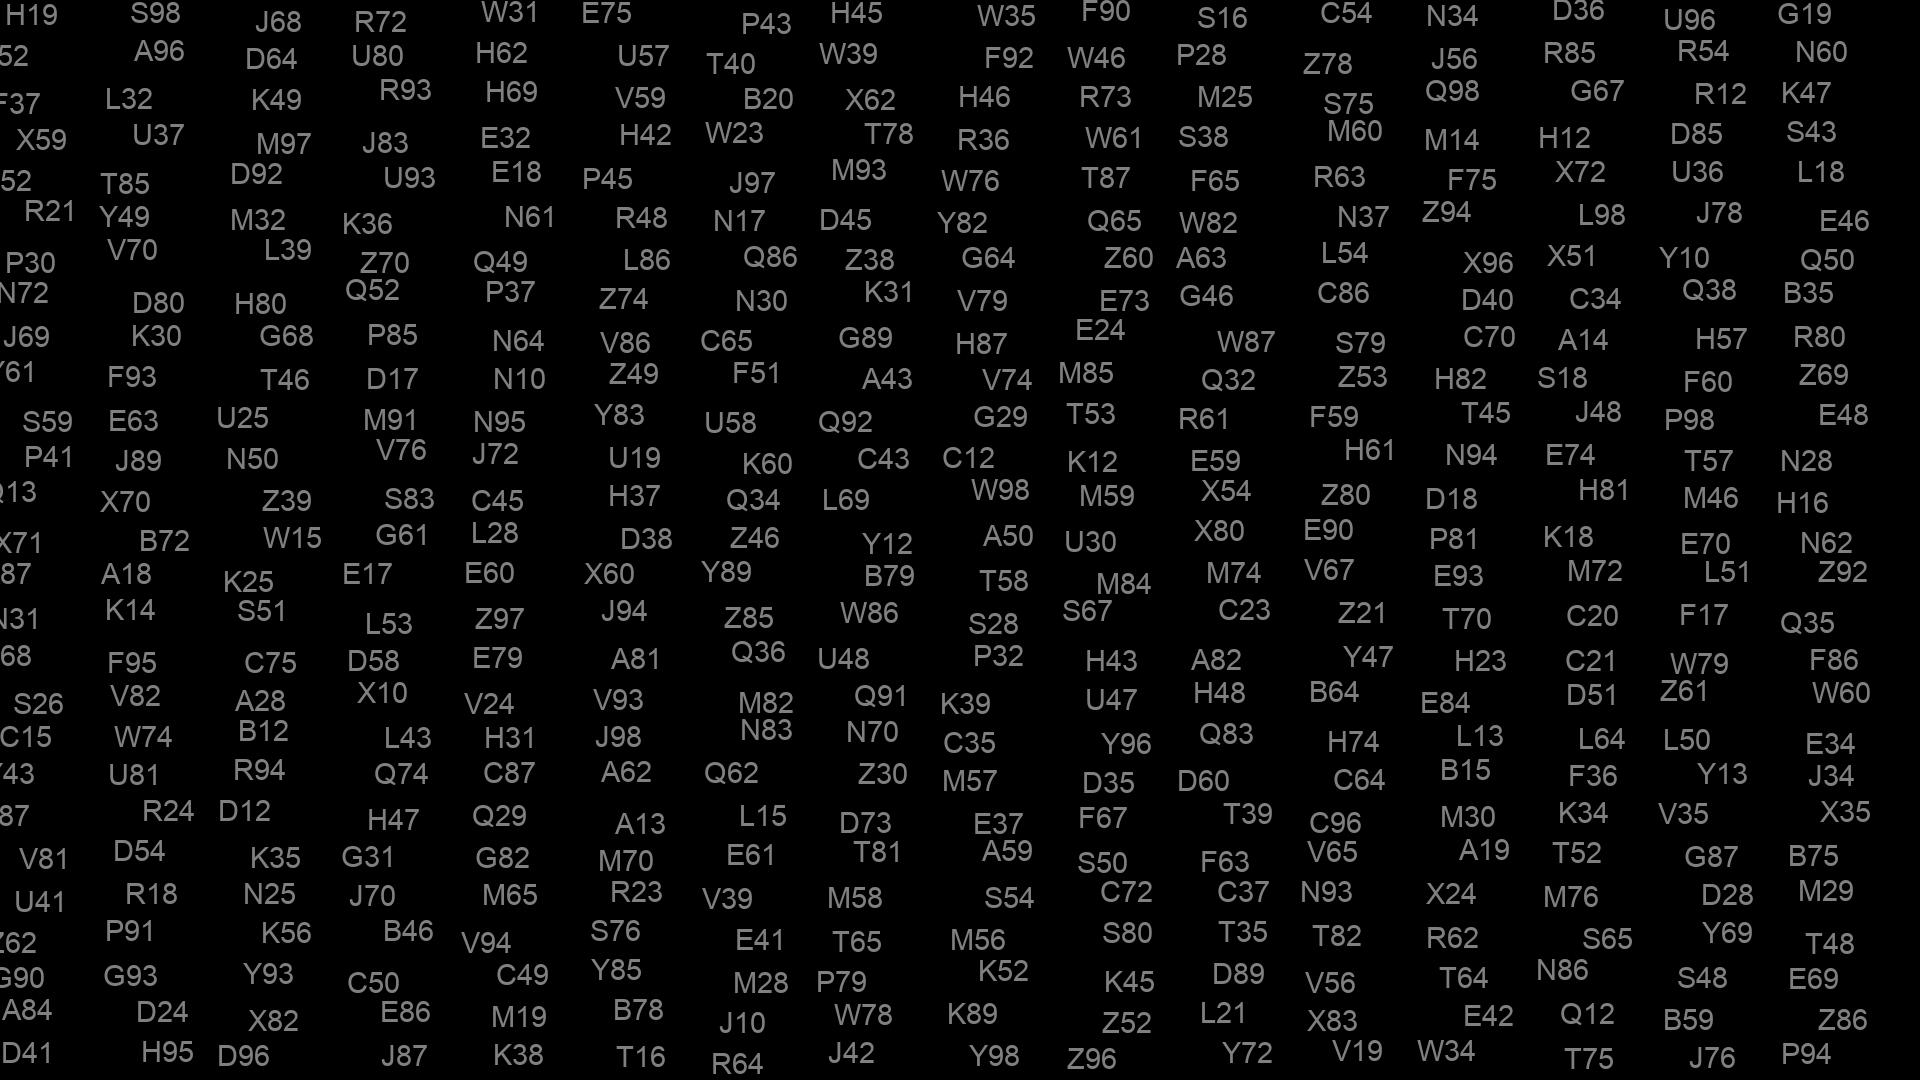 H19 S98 J68 R72 W31 E75 P43 H45 W35 F90 S16 C54 N34 D36 U96 G19
52 A96 D64 U80 H62 U57 T40 W39 F92 W46 P28 Z78 J56 R85 R54 N60
F37 L32 K49 R93 H69 V59 B20 X62 H46 R73 M25 S75 Q98 G67 R12 K47
X59 U37 M97 J83 E32 H42 W23 T78 R36 W61 S38 M60 M14 H12 D85 S43
52 T85 D92 U93 E18 P45 J97 M93 W76 T87 F65 R63 F75 X72 U36 L18
R21 Y49 M32 K36 N61 R48 N17 D45 Y82 Q65 W82 N37 Z94 L98 J78 E46
P30 V70 L39 Z70 Q49 L86 Q86 Z38 G64 Z60 A63 L54 X96 X51 Y10 Q50
N72 D80 H80 Q52 P37 Z74 N30 K31 V79 E73 G46 C86 D40 C34 Q38 B35
J69 K30 G68 P85 N64 V86 C65 G89 H87 E24 W87 S79 C70 A14 H57 R80
61 F93 T46 D17 N10 Z49 F51 A43 V74 M85 Q32 Z53 H82 S18 F60 Z69
S59 E63 U25 M91 N95 Y83 U58 Q92 G29 T53 R61 F59 T45 J48 P98 E48
P41 J89 N50 V76 J72 U19 K60 C43 C12 K12 E59 H61 N94 E74 T57 N28
Q13 X70 Z39 S83 C45 H37 Q34 L69 W98 M59 X54 Z80 D18 H81 M46 H16
X71 B72 W15 G61 L28 D38 Z46 Y12 A50 U30 X80 E90 P81 K18 E70 N62
87 A18 K25 E17 E60 X60 Y89 B79 T58 M84 M74 V67 E93 M72 L51 Z92
N31 K14 S51 L53 Z97 J94 Z85 W86 S28 S67 C23 Z21 T70 C20 F17 Q35
68 F95 C75 D58 E79 A81 Q36 U48 P32 H43 A82 Y47 H23 C21 W79 F86
S26 V82 A28 X10 V24 V93 M82 Q91 K39 U47 H48 B64 E84 D51 Z61 W60
C15 W74 B12 L43 H31 J98 N83 N70 C35 Y96 Q83 H74 L13 L64 L50 E34
43 U81 R94 Q74 C87 A62 Q62 Z30 M57 D35 D60 C64 B15 F36 Y13 J34
87 R24 D12 H47 Q29 A13 L15 D73 E37 F67 T39 C96 M30 K34 V35 X35
V81 D54 K35 G31 G82 M70 E61 T81 A59 S50 F63 V65 A19 T52 G87 B75
U41 R18 N25 J70 M65 R23 V39 M58 S54 C72 C37 N93 X24 M76 D28 M29
Z62 P91 K56 B46 V94 S76 E41 T65 M56 S80 T35 T82 R62 S65 Y69 T48
G90 G93 Y93 C50 C49 Y85 M28 P79 K52 K45 D89 V56 T64 N86 S48 E69
A84 D24 X82 E86 M19 B78 J10 W78 K89 Z52 L21 X83 E42 Q12 B59 Z86
D41 H95 D96 J87 K38 T16 R64 J42 Y98 Z96 Y72 V19 W34 T75 J76 P94